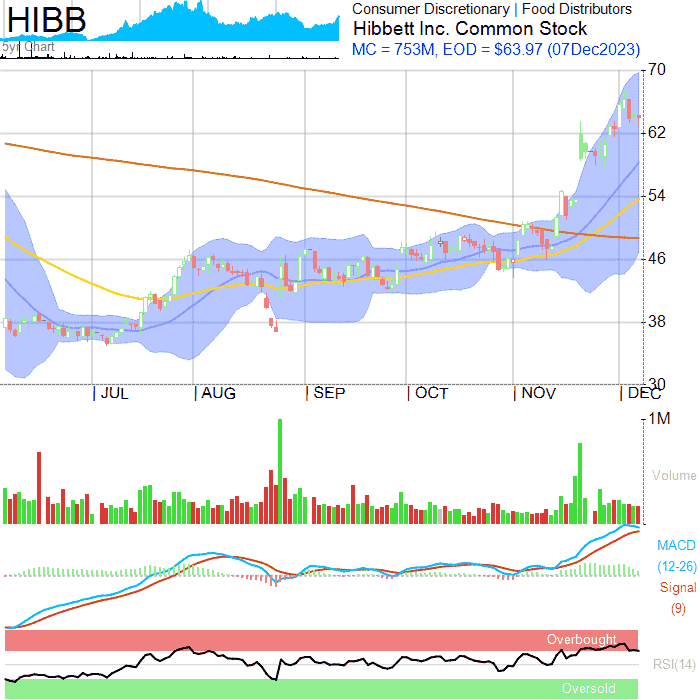 HIBB
5yr Chart
Consumer Discretionary | Food Distributors
Hibbett Inc. Common Stock
MC = 753M, EOD = $63.97 (07Dec2023)
70
62
54
46
38
30
JUL AUG SEP OCT NOV DEC
1M
Volume
MACD
(12-26)
Signal
(9)
Overbought
RSI(14)
Oversold